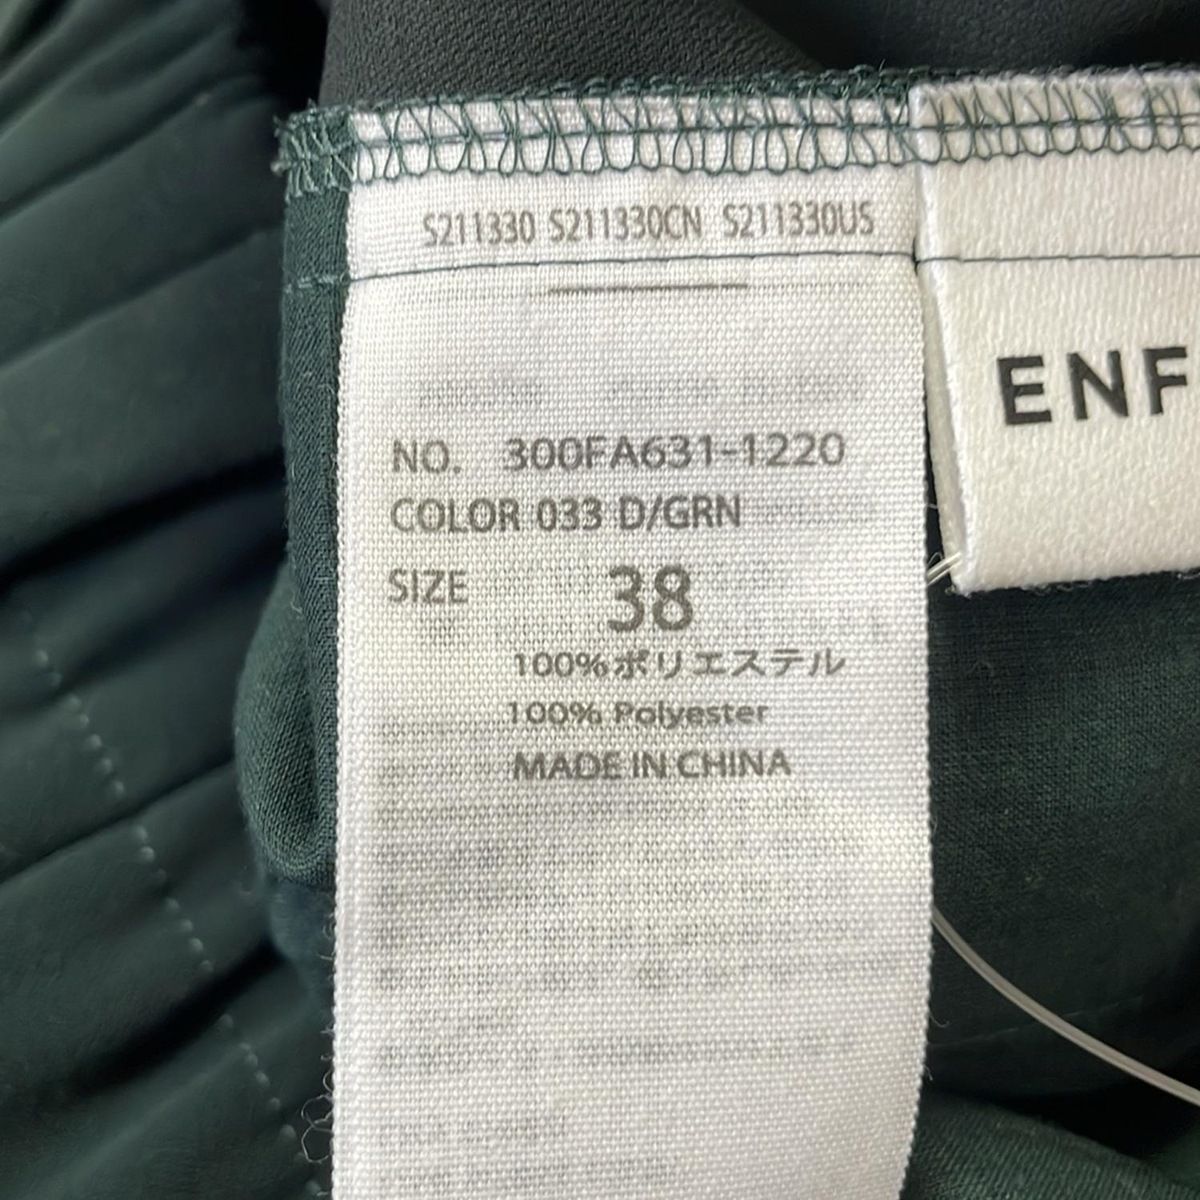 S211330 S211330CN S211330US
ENF
NO. 300FA631-1220
COLOR 033 D/GRN
SIZE 38
100%ポリエステル
100% Polyester
MADE IN CHINA